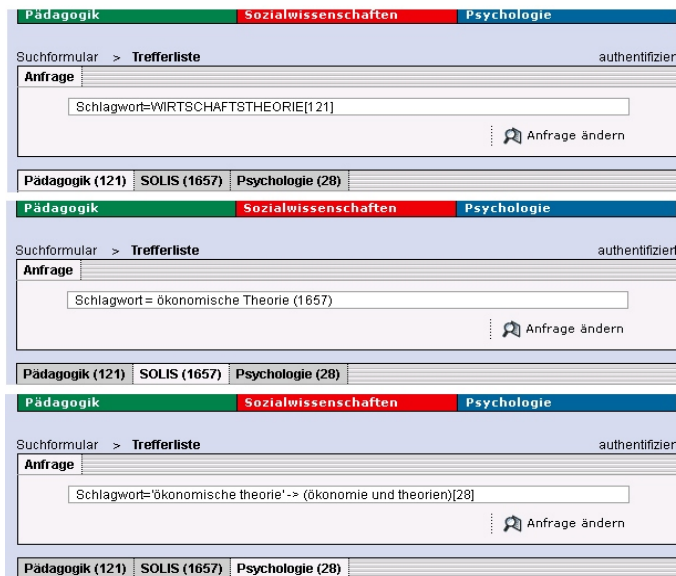 Pädagogik Sozialwissenschaften Psychologie
Suchformular > Trefferliste authentifizier
Anfrage
Schlagwort=WIRTSCHAFTSTHEORIE[121]
Anfrage ändern
Pädagogik (121) SOLIS (1657) Psychologie (28)
Pädagogik Sozialwissenschaften Psychologie
Suchformular > Trefferliste authentifiziert
Anfrage
Schlagwort = ökonomische Theorie (1657)
Anfrage ändern
Pädagogik (121) SOLIS (1657) Psychologie (28)
Pädagogik Sozialwissenschaften Psychologie
Suchformular > Trefferliste authentifizier
Anfrage
Schlagwort='ökonomische theorie' -> (ökonomie und theorien)[28]
Anfrage ändern
Pädagogik (121) SOLIS (1657) Psychologie (28)